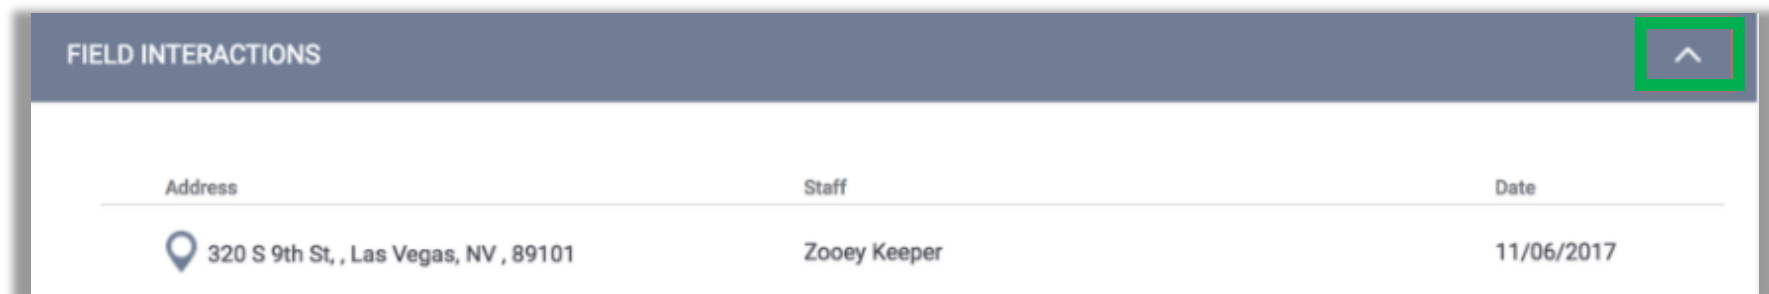 FIELD INTERACTIONS
Address Staff Date
320 S 9th St, , Las Vegas, NV , 89101 Zooey Keeper 11/06/2017